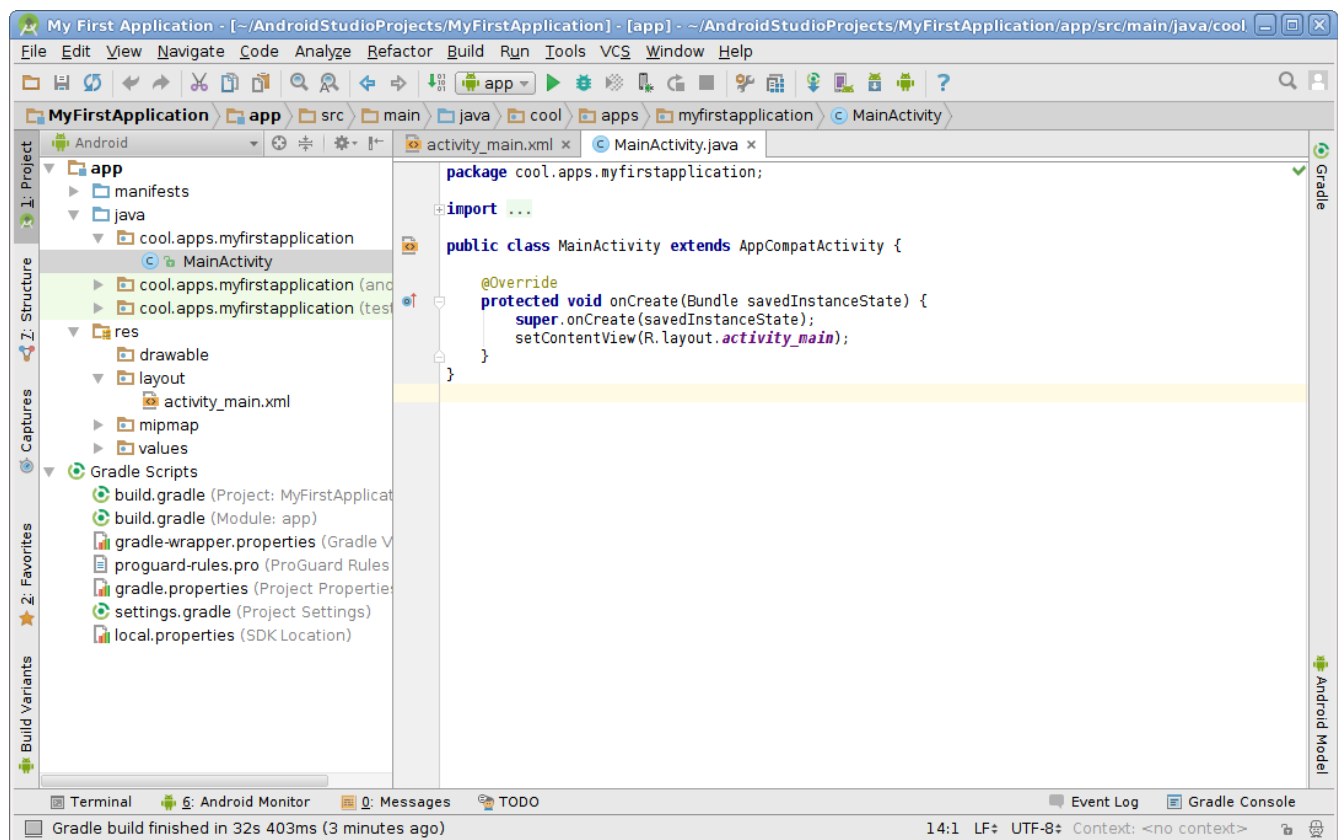 My First Application - [~/AndroidStudioProjects/MyFirstApplication] - [app] - ~/AndroidStudioProjects/MyFirstApplication/app/src/main/java/cool
File Edit View Navigate Code Analyze Refactor Build Run Tools VCS Window Help
app
MyFirstApplication app src main java cool apps myfirstapplication MainActivity
1: Project
Z: Structure
Captures
2: Favorites
Build Variants
Android
app
manifests
java
cool.apps.myfirstapplication
MainActivity
cool.apps.myfirstapplication (and
cool.apps.myfirstapplication (test
res
drawable
layout
activity_main.xml
mipmap
values
Gradle Scripts
build.gradle (Project: MyFirstApplicat
build.gradle (Module: app)
gradle-wrapper.properties (Gradle V
proguard-rules.pro (ProGuard Rules
gradle.properties (Project Properties
settings.gradle (Project Settings)
local.properties (SDK Location)
activity_main.xml MainActivity.java
package cool.apps.myfirstapplication;
import ...
public class MainActivity extends AppCompatActivity {
@Override
protected void onCreate(Bundle savedInstanceState) {
super.onCreate(savedInstanceState);
setContentView(R.layout.activity_main);
}
}
Gradle
Android Model
Terminal 6: Android Monitor 0: Messages TODO Event Log Gradle Console
Gradle build finished in 32s 403ms (3 minutes ago) 14:1 LF UTF-8 Context: <no context>